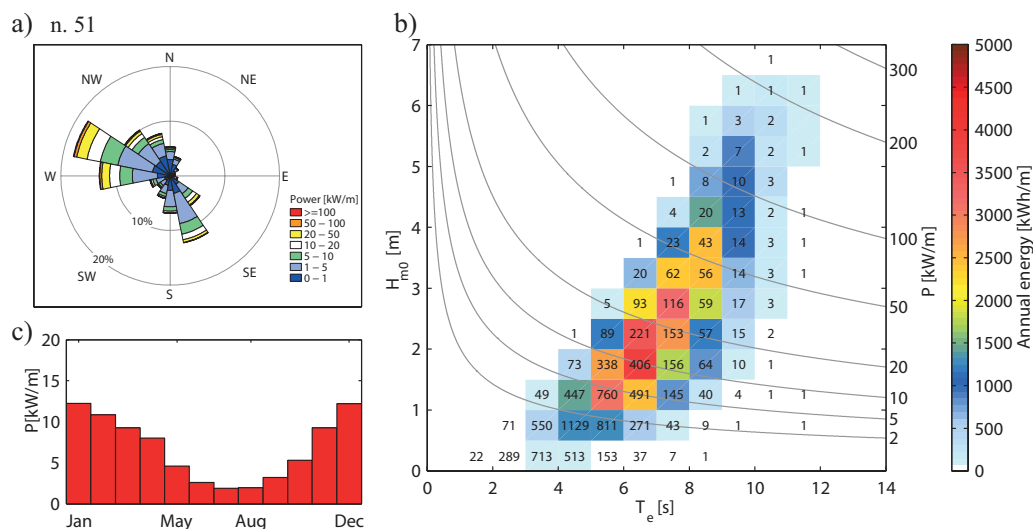 a) n. 51
N
NW
NE
W
E
10%
20%
SW
SE
S
Power [kW/m]
>=100
50 – 100
20 – 50
10 – 20
5 – 10
1 – 5
0 – 1
c)
20
15
10
5
0
P[kW/m]
Jan May Aug Dec
b)
7
6
5
4
3
2
1
0
H m0 [m]
1
1 1 1
1 3 2
2 7 2 1
1 8 10 3
4 20 13 2 1
1 23 43 14 3 1
20 62 56 14 3 1
5 93 116 59 17 3
1 89 221 153 57 15 2
73 338 406 156 64 10 1
49 447 760 491 145 40 4 1 1
71 550 1129 811 271 43 9 1 1
22 289 713 513 153 37 7 1
0 2 4 6 8 10 12 14
T e [s]
300
200
100
50
20
10
5
2
P [kW/m]
5000
4500
4000
3500
3000
2500
2000
1500
1000
500
0
Annual energy [kWh/m]